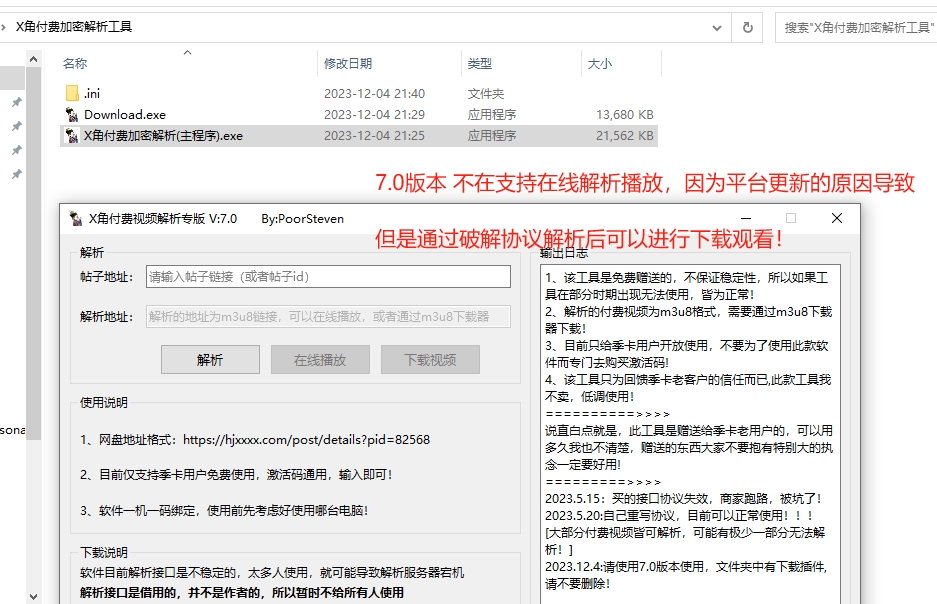 X角付费加密解析工具
搜索"X角付费加密解析工具"
名称 修改日期 类型 大小
.ini 2023-12-04 21:40 文件夹
Download.exe 2023-12-04 21:29 应用程序 13,680 KB
X角付费加密解析(主程序).exe 2023-12-04 21:25 应用程序 21,562 KB
7.0版本 不在支持在线解析播放，因为平台更新的原因导致
X角付费视频解析专版 V:7.0 By:PoorSteven
但是通过破解协议解析后可以进行下载观看！
解析
帖子地址： 请输入帖子链接（或者帖子id）
解析地址： 解析的地址为m3u8链接，可以在线播放，或者通过m3u8下载器
解析 在线播放 下载视频
使用说明
1、网盘地址格式：https://hjxxxx.com/post/details?pid=82568
2、目前仅支持季卡用户免费使用，激活码通用，输入即可！
3、软件一机一码绑定，使用前先考虑好使用哪台电脑！
下载说明
软件目前解析接口是不稳定的，太多人使用，就可能导致解析服务器宕机
解析接口是借用的，并不是作者的，所以暂时不给所有人使用
输出日志
1、该工具是免费赠送的，不保证稳定性，所以如果工
具在部分时期出现无法使用，皆为正常！
2、解析的付费视频为m3u8格式，需要通过m3u8下载
器下载！
3、目前只给季卡用户开放使用，不要为了使用此款软
件而专门去购买激活码！
4、该工具只为回馈季卡老客户的信任而已,此款工具我
不卖，低调使用！
==========>>>>
说直白点就是，此工具是赠送给季卡老用户的，可以用
多久我也不清楚，赠送的东西大家不要抱有特别大的执
念一定要好用！
==========>>>>
2023.5.15：买的接口协议失效，商家跑路，被坑了！
2023.5.20:自己重写协议，目前可以正常使用！！！
[大部分付费视频皆可解析，可能有极少一部分无法解
析！]
2023.12.4:请使用7.0版本使用，文件夹中有下载插件,
请不要删除！
sona